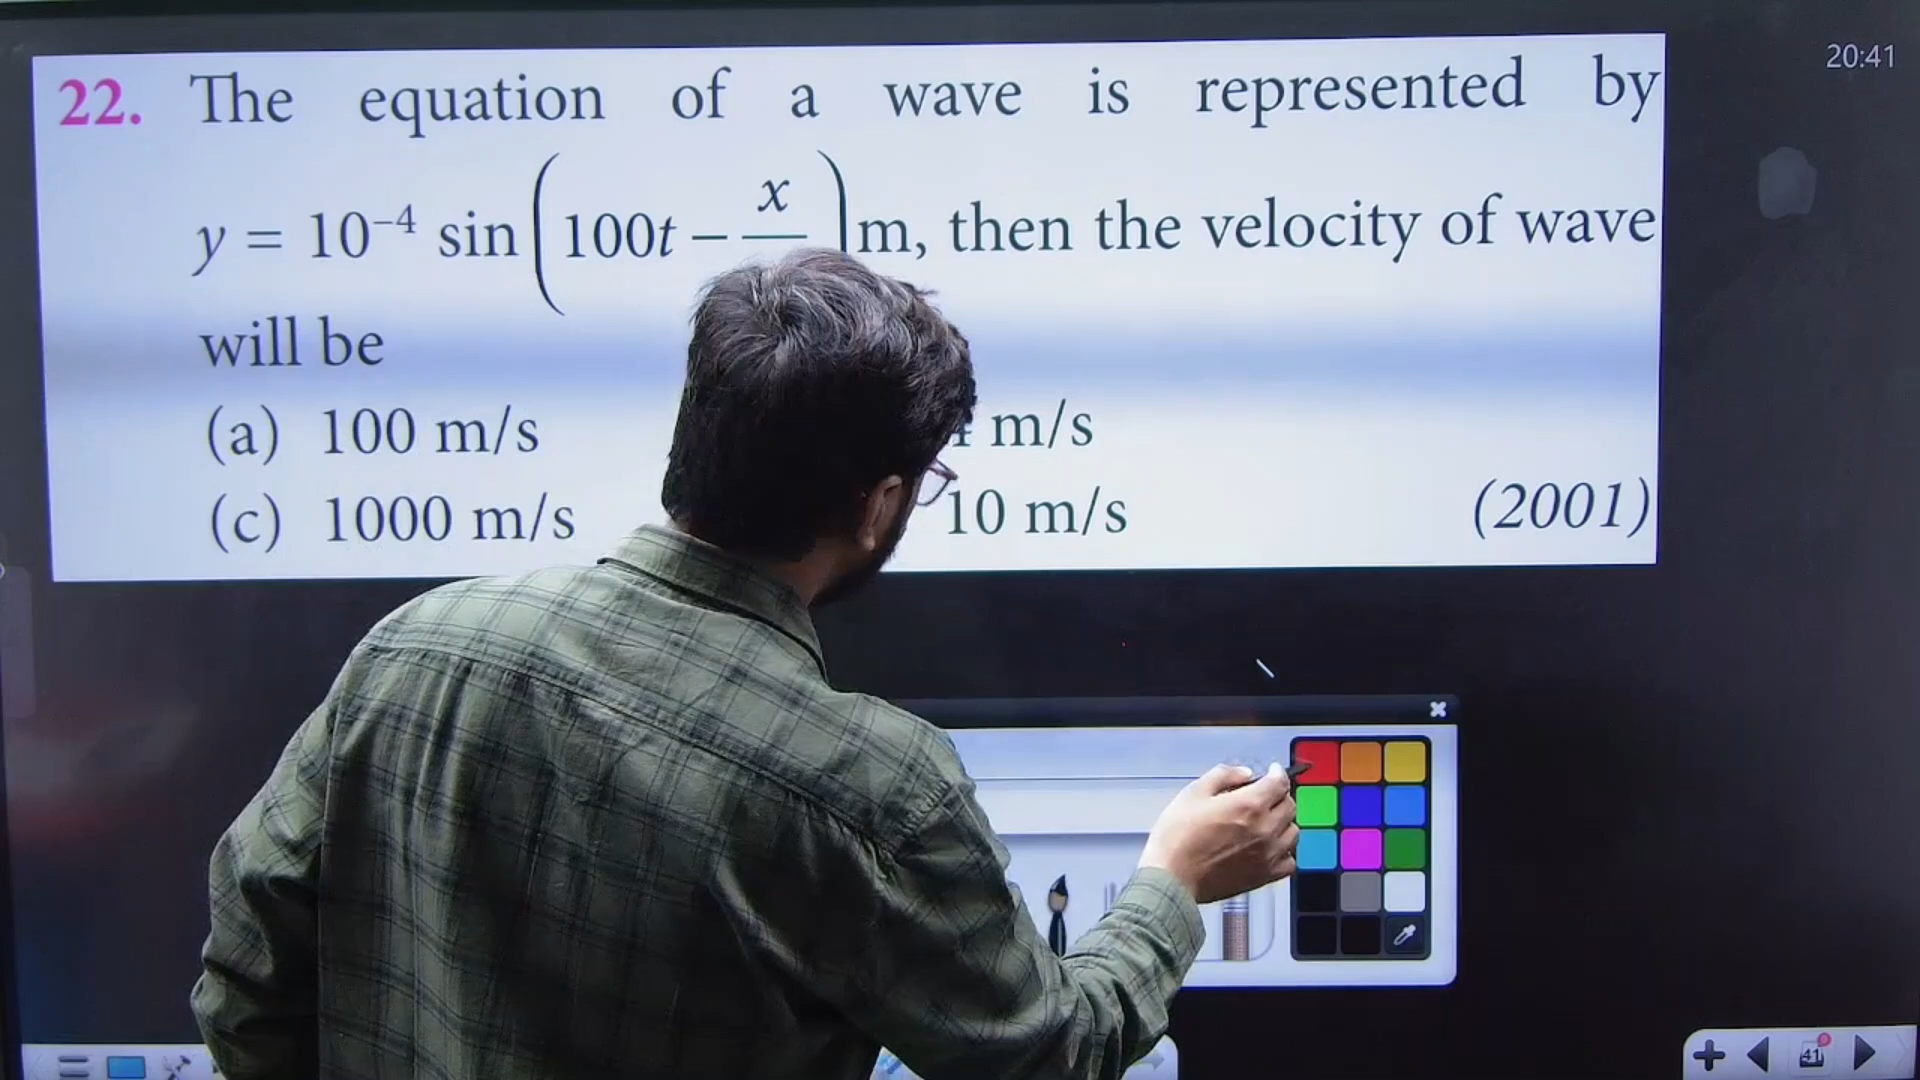 20:41
22. The equation of a wave is represented by
y = 10⁻⁴ sin(100t − x/ )m, then the velocity of wave
will be
(a) 100 m/s m/s
(c) 1000 m/s 10 m/s (2001)
41